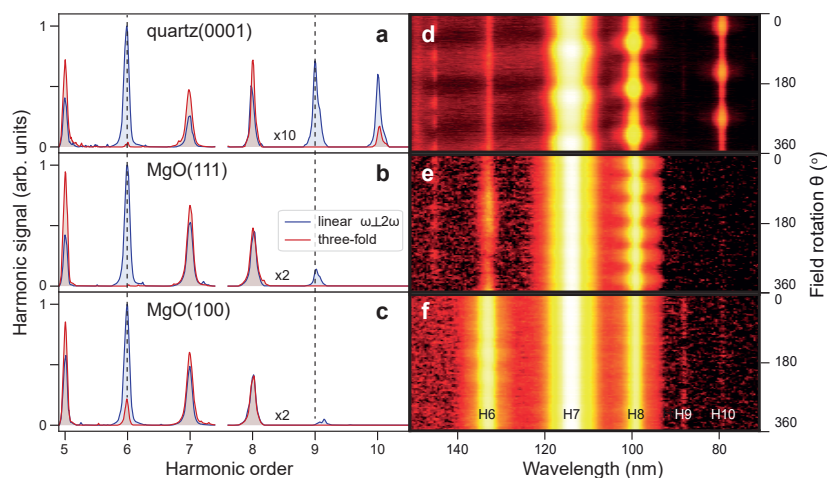 quartz(0001)
a
x10
MgO(111)
b
linear ω⊥2ω
three-fold
x2
MgO(100)
c
x2
1
0
1
0
1
0
5 6 7 8 9 10
Harmonic order
Harmonic signal (arb. units)
d
e
f
H6 H7 H8 H9 H10
0
180
360
0
180
360
0
180
360
Field rotation θ (°)
140 120 100 80
Wavelength (nm)